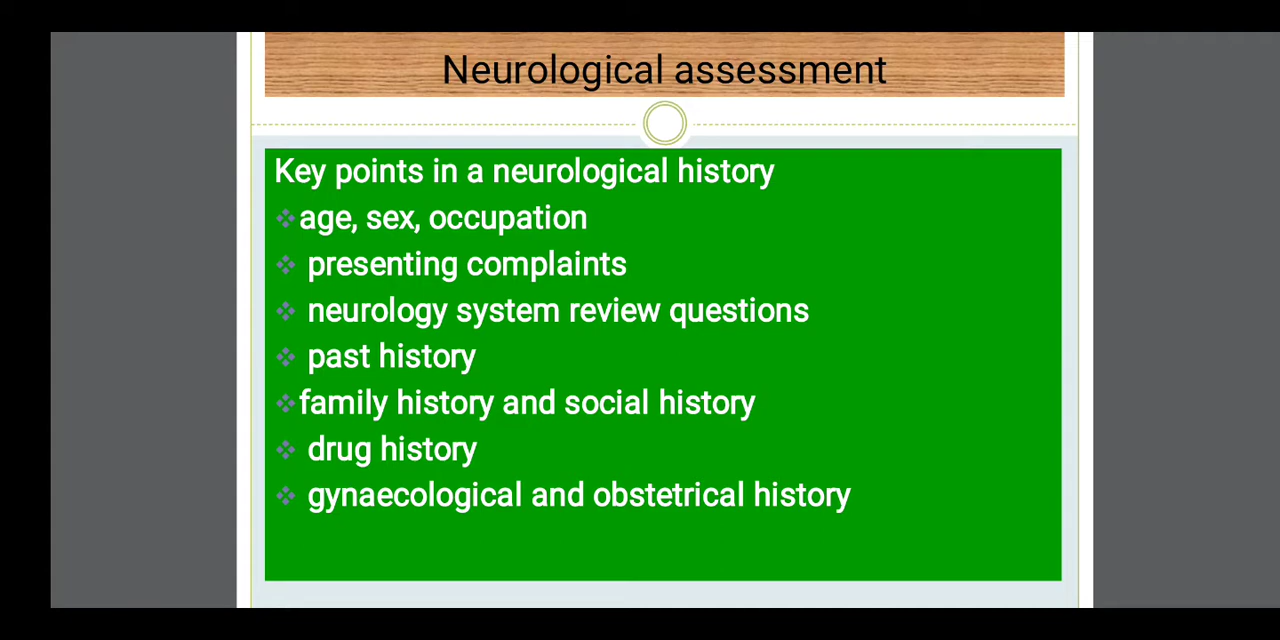 Neurological assessment
Key points in a neurological history
❖age, sex, occupation
❖ presenting complaints
❖ neurology system review questions
❖ past history
❖family history and social history
❖ drug history
❖ gynaecological and obstetrical history